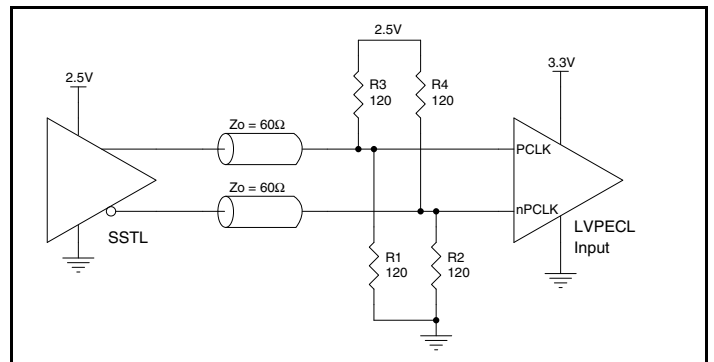 2.5V
3.3V
2.5V
R3
120
R4
120
Zo = 60Ω
PCLK
Zo = 60Ω
nPCLK
SSTL
LVPECL
Input
R1
120
R2
120